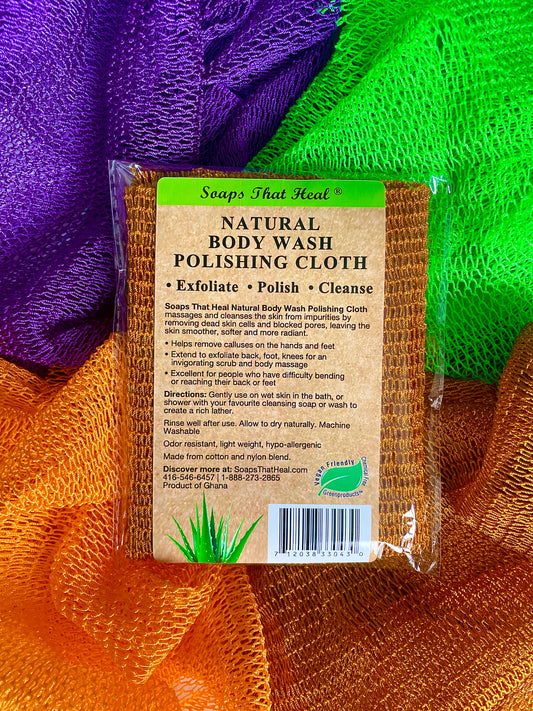 Soaps That Heal ®
NATURAL
BODY WASH
POLISHING CLOTH
• Exfoliate • Polish • Cleanse
Soaps That Heal Natural Body Wash Polishing Cloth
massages and cleanses the skin from impurities by
removing dead skin cells and blocked pores, leaving the
skin smoother, softer and more radiant.
• Helps remove calluses on the hands and feet
• Extend to exfoliate back, foot, knees for an
invigorating scrub and body massage
• Excellent for people who have difficulty bending
or reaching their back or feet
Directions: Gently use on wet skin in the bath, or
shower with your favourite cleansing soap or wash to
create a rich lather.
Rinse well after use. Allow to dry naturally. Machine
Washable
Odor resistant, light weight, hypo-allergenic
Made from cotton and nylon blend.
Discover more at: SoapsThatHeal.com
416-546-6457 | 1-888-273-2865
Product of Ghana
Vegan Friendly
Chemical Free
Greenproducts™
7 12038 33043 0